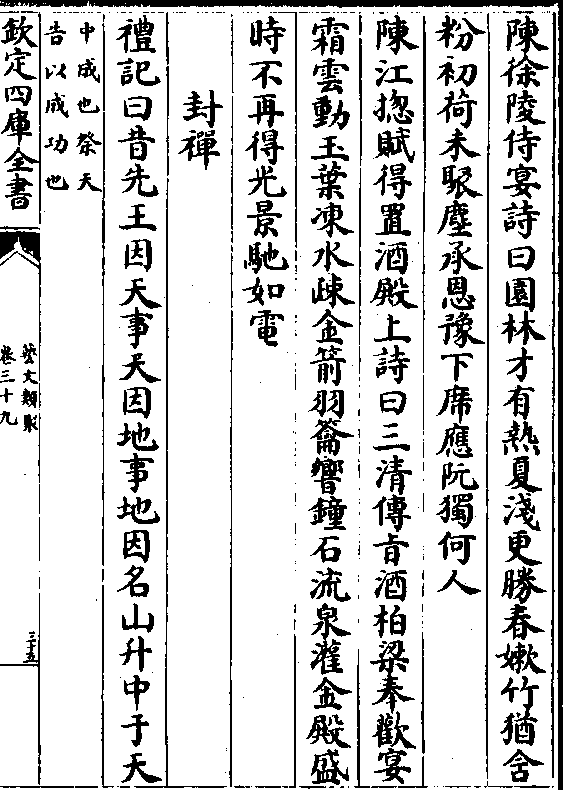 陳徐陵侍宴詩曰園林才有熱夏淺更勝春嫩竹猶含
粉初荷未聚塵承恩豫下席應阮獨何人
陳江揔賦得置酒殿上詩曰三清傳旨酒柏梁奉歡宴
霜雲動玉葉凍水疎金箭羽籥響鐘石流泉灌金殿盛
時不再得光景馳如電
封禪
禮記曰昔先王因天事天因地事地因名山升中于天
中成也祭天
告以成功也
欽定四庫全書
藝文類聚
卷三十九
三十五